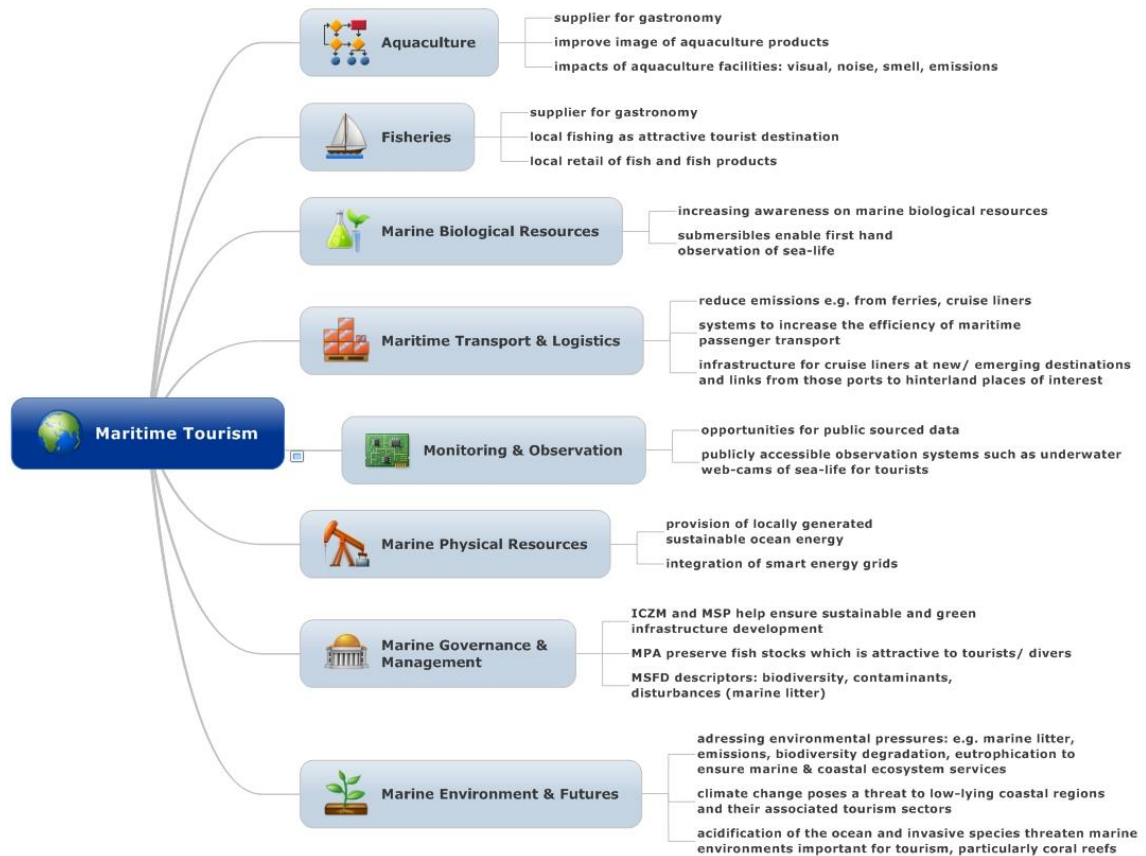 Aquaculture
supplier for gastronomy
improve image of aquaculture products
impacts of aquaculture facilities: visual, noise, smell, emissions
Fisheries
supplier for gastronomy
local fishing as attractive tourist destination
local retail of fish and fish products
Marine Biological Resources
increasing awareness on marine biological resources
submersibles enable first hand
observation of sea-life
Maritime Transport & Logistics
reduce emissions e.g. from ferries, cruise liners
systems to increase the efficiency of maritime
passenger transport
infrastructure for cruise liners at new/ emerging destinations
and links from those ports to hinterland places of interest
Maritime Tourism
Monitoring & Observation
opportunities for public sourced data
publicly accessible observation systems such as underwater
web-cams of sea-life for tourists
Marine Physical Resources
provision of locally generated
sustainable ocean energy
integration of smart energy grids
Marine Governance &
Management
ICZM and MSP help ensure sustainable and green
infrastructure development
MPA preserve fish stocks which is attractive to tourists/ divers
MSFD descriptors: biodiversity, contaminants,
disturbances (marine litter)
Marine Environment & Futures
adressing environmental pressures: e.g. marine litter,
emissions, biodiversity degradation, eutrophication to
ensure marine & coastal ecosystem services
climate change poses a threat to low-lying coastal regions
and their associated tourism sectors
acidification of the ocean and invasive species threaten marine
environments important for tourism, particularly coral reefs